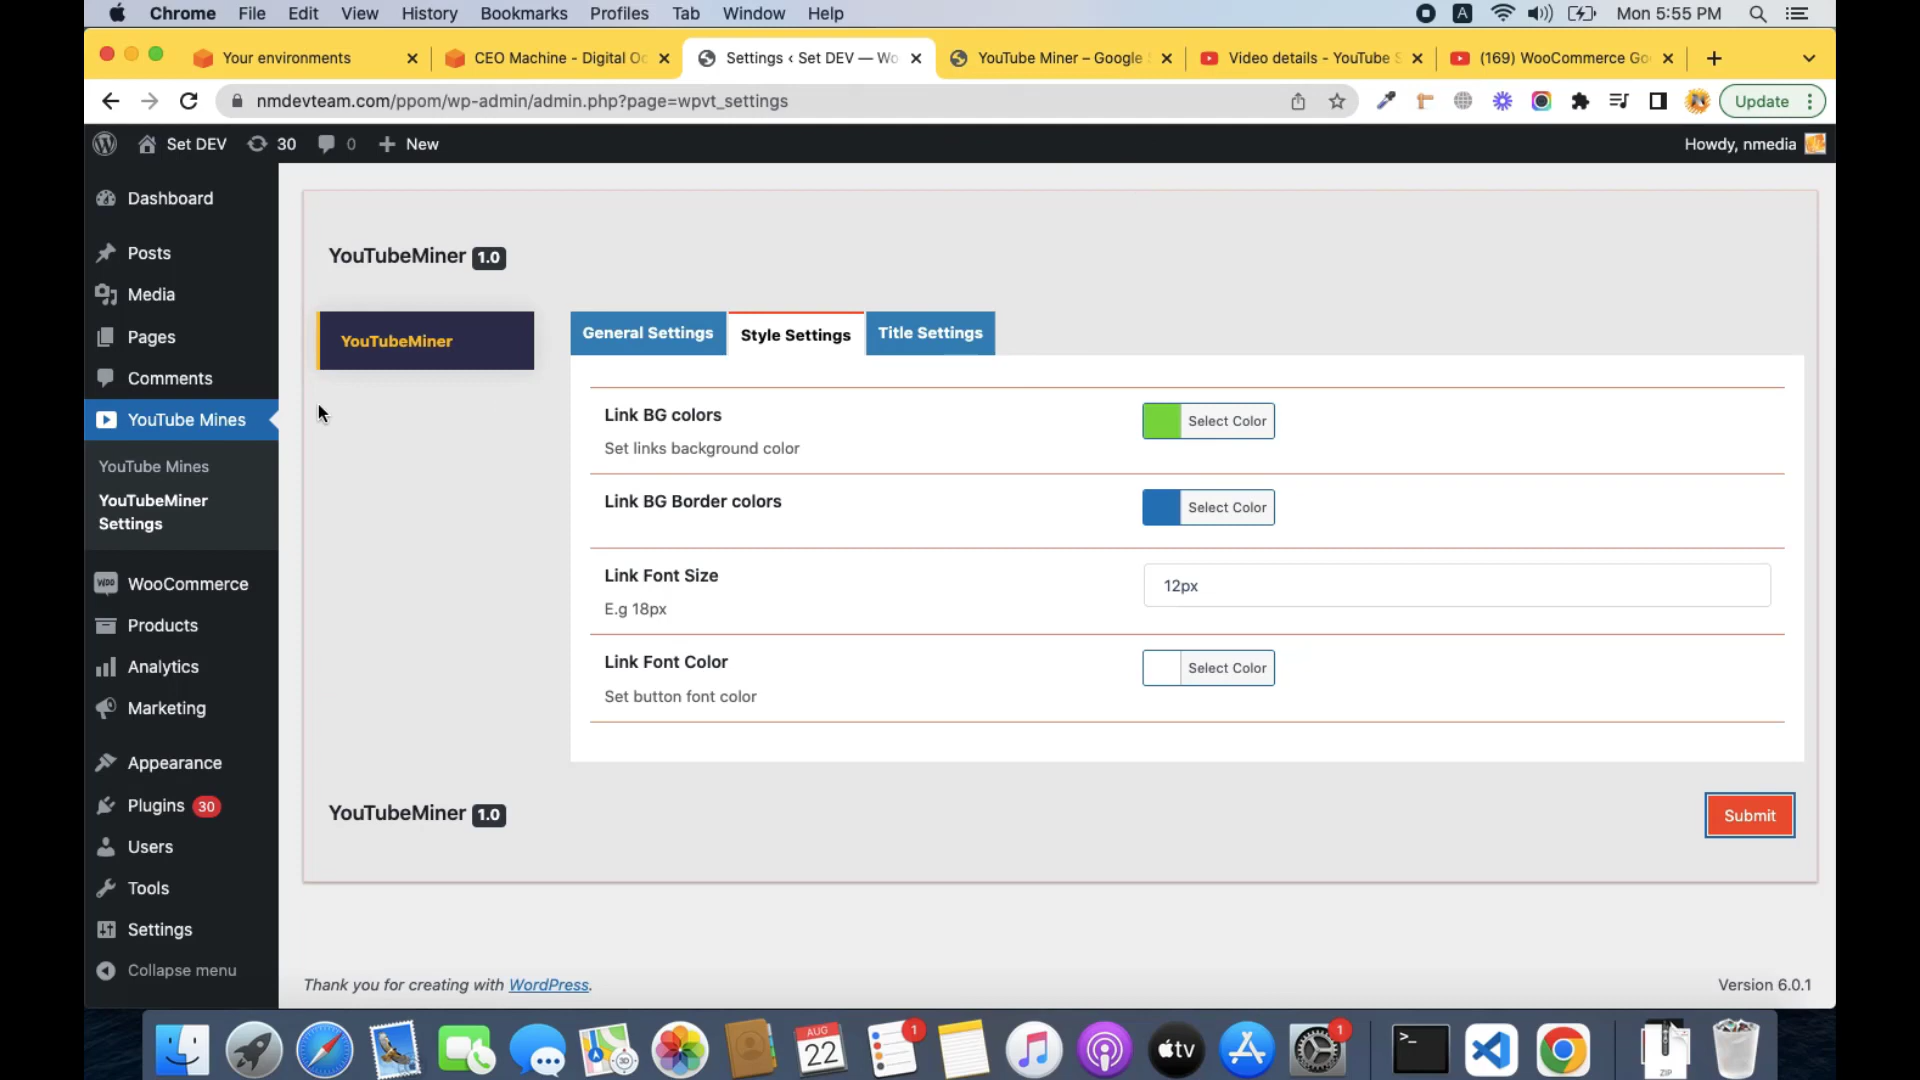 Chrome File Edit View History Bookmarks Profiles Tab Window Help A Mon 5:55 PM
Your environments CEO Machine - Digital Oc Settings ‹ Set DEV — Wo YouTube Miner – Google Video details - YouTube S (169) WooCommerce Go
nmdevteam.com/ppom/wp-admin/admin.php?page=wpvt_settings Update
Set DEV 30 0 New Howdy, nmedia
Dashboard
Posts
Media
Pages
Comments
YouTube Mines
YouTube Mines
YouTubeMiner
Settings
WooCommerce
Products
Analytics
Marketing
Appearance
Plugins 30
Users
Tools
Settings
Collapse menu
YouTubeMiner 1.0
YouTubeMiner
General Settings Style Settings Title Settings
Link BG colors Select Color
Set links background color
Link BG Border colors Select Color
Link Font Size 12px
E.g 18px
Link Font Color Select Color
Set button font color
YouTubeMiner 1.0 Submit
Thank you for creating with WordPress. Version 6.0.1
AUG
22
1
tv
1
>_
ZIP